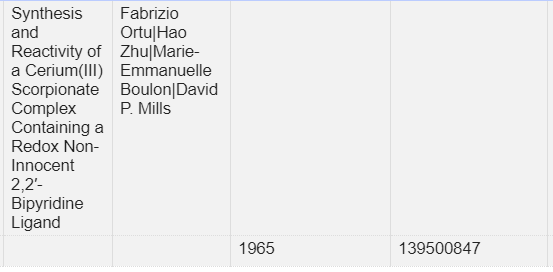 Synthesis
and
Reactivity of
a Cerium(III)
Scorpionate
Complex
Containing a
Redox Non-
Innocent
2,2′-
Bipyridine
Ligand
Fabrizio
Ortu|Hao
Zhu|Marie-
Emmanuelle
Boulon|David
P. Mills
1965
139500847